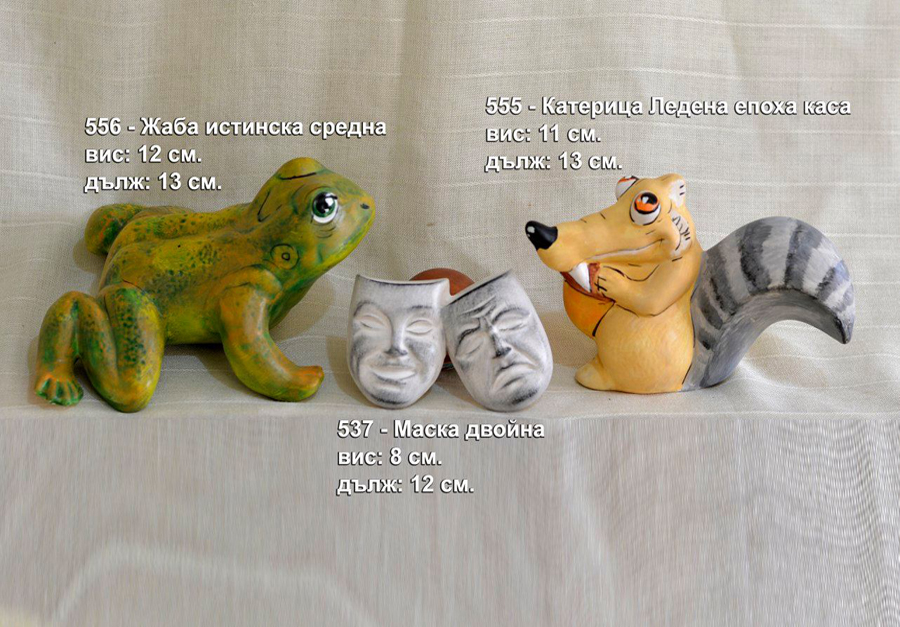 556 - Жаба истинска средна
вис: 12 см.
дълж: 13 см.
555 - Катерица Ледена епоха каса
вис: 11 см.
дълж: 13 см.
537 - Маска двойна
вис: 8 см.
дълж: 12 см.